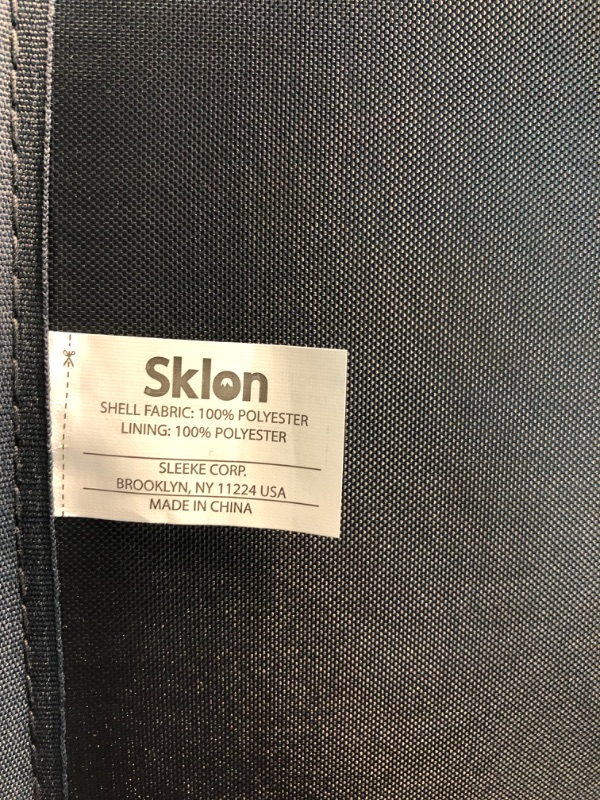 Sklon
SHELL FABRIC: 100% POLYESTER
LINING: 100% POLYESTER
SLEEKE CORP.
BROOKLYN, NY 11224 USA
MADE IN CHINA